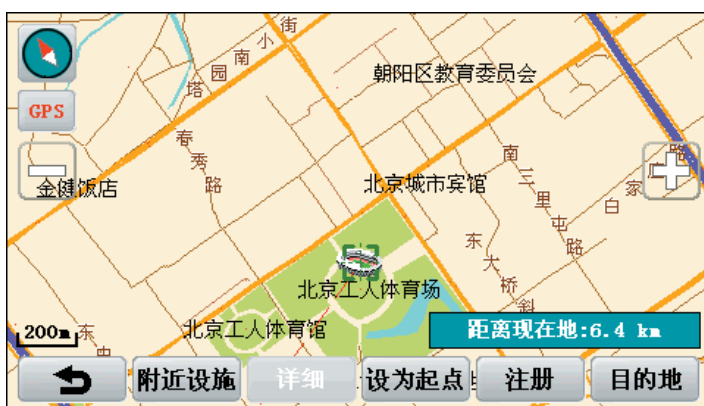 街
小
南
园
塔
朝阳区教育委员会
GPS
春
秀
路
金健饭店
北京城市宾馆
南
三
里
屯
路
白
家
路
东
大
桥
斜
北京工人体育场
200m
东
北京工人体育馆
距离现在地:6.4 km
附近设施
详细
设为起点
注册
目的地